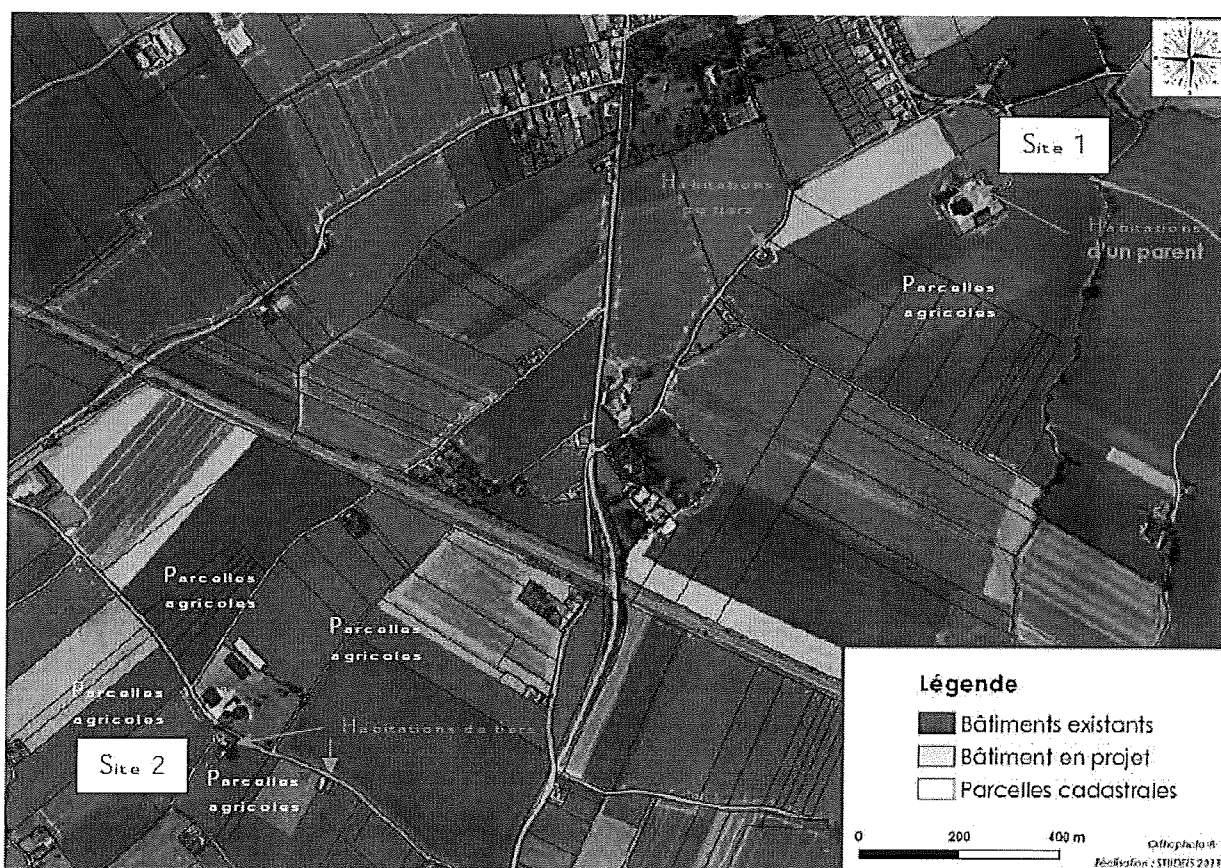 Site 1
Habitations
de tiers
Habitations
d'un parent
Parcelles
agricoles
Parcelles
agricoles
Parcelles
agricoles
Parcelles
agricoles
Habitations de tiers
Site 2
Parcelles
agricoles
Légende
Bâtiments existants
Bâtiment en projet
Parcelles cadastrales
0 200 400 m